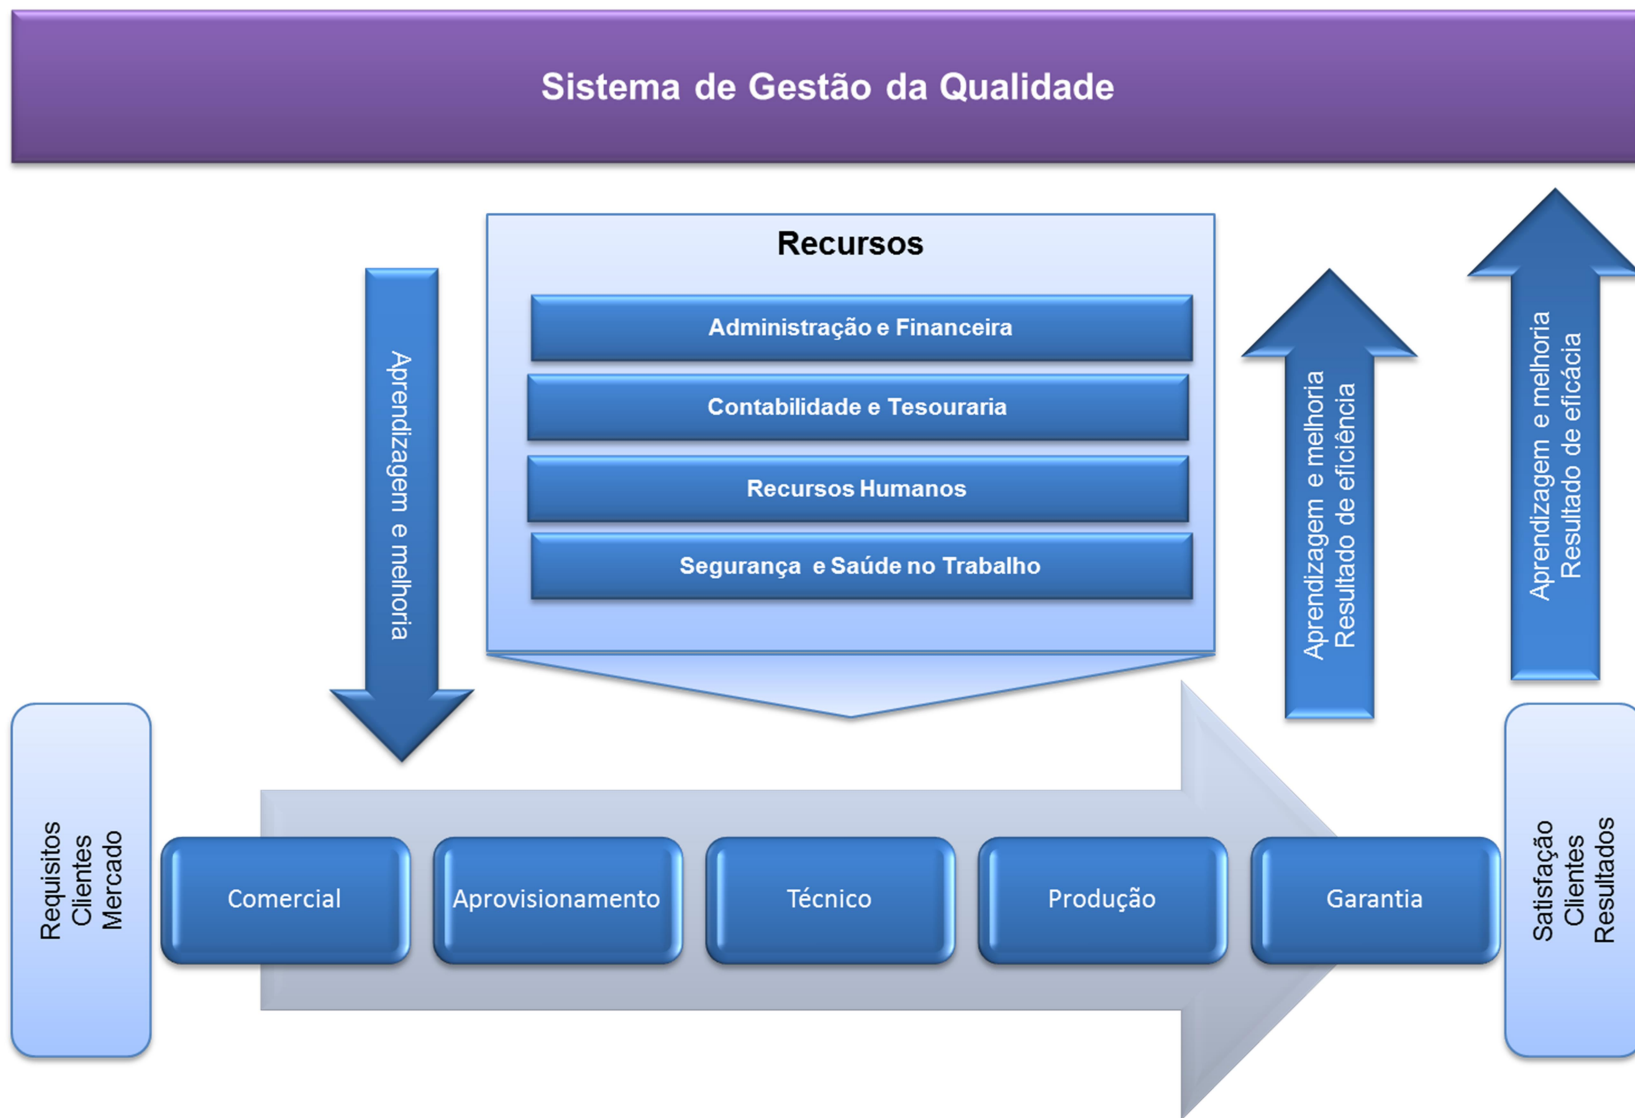 Sistema de Gestão da Qualidade
Recursos
Administração e Financeira
Contabilidade e Tesouraria
Recursos Humanos
Segurança e Saúde no Trabalho
Aprendizagem e melhoria
Aprendizagem e melhoria
Resultado de eficiência
Aprendizagem e melhoria
Resultado de eficácia
Requisitos
Clientes
Mercado
Comercial
Aprovisionamento
Técnico
Produção
Garantia
Satisfação
Clientes
Resultados